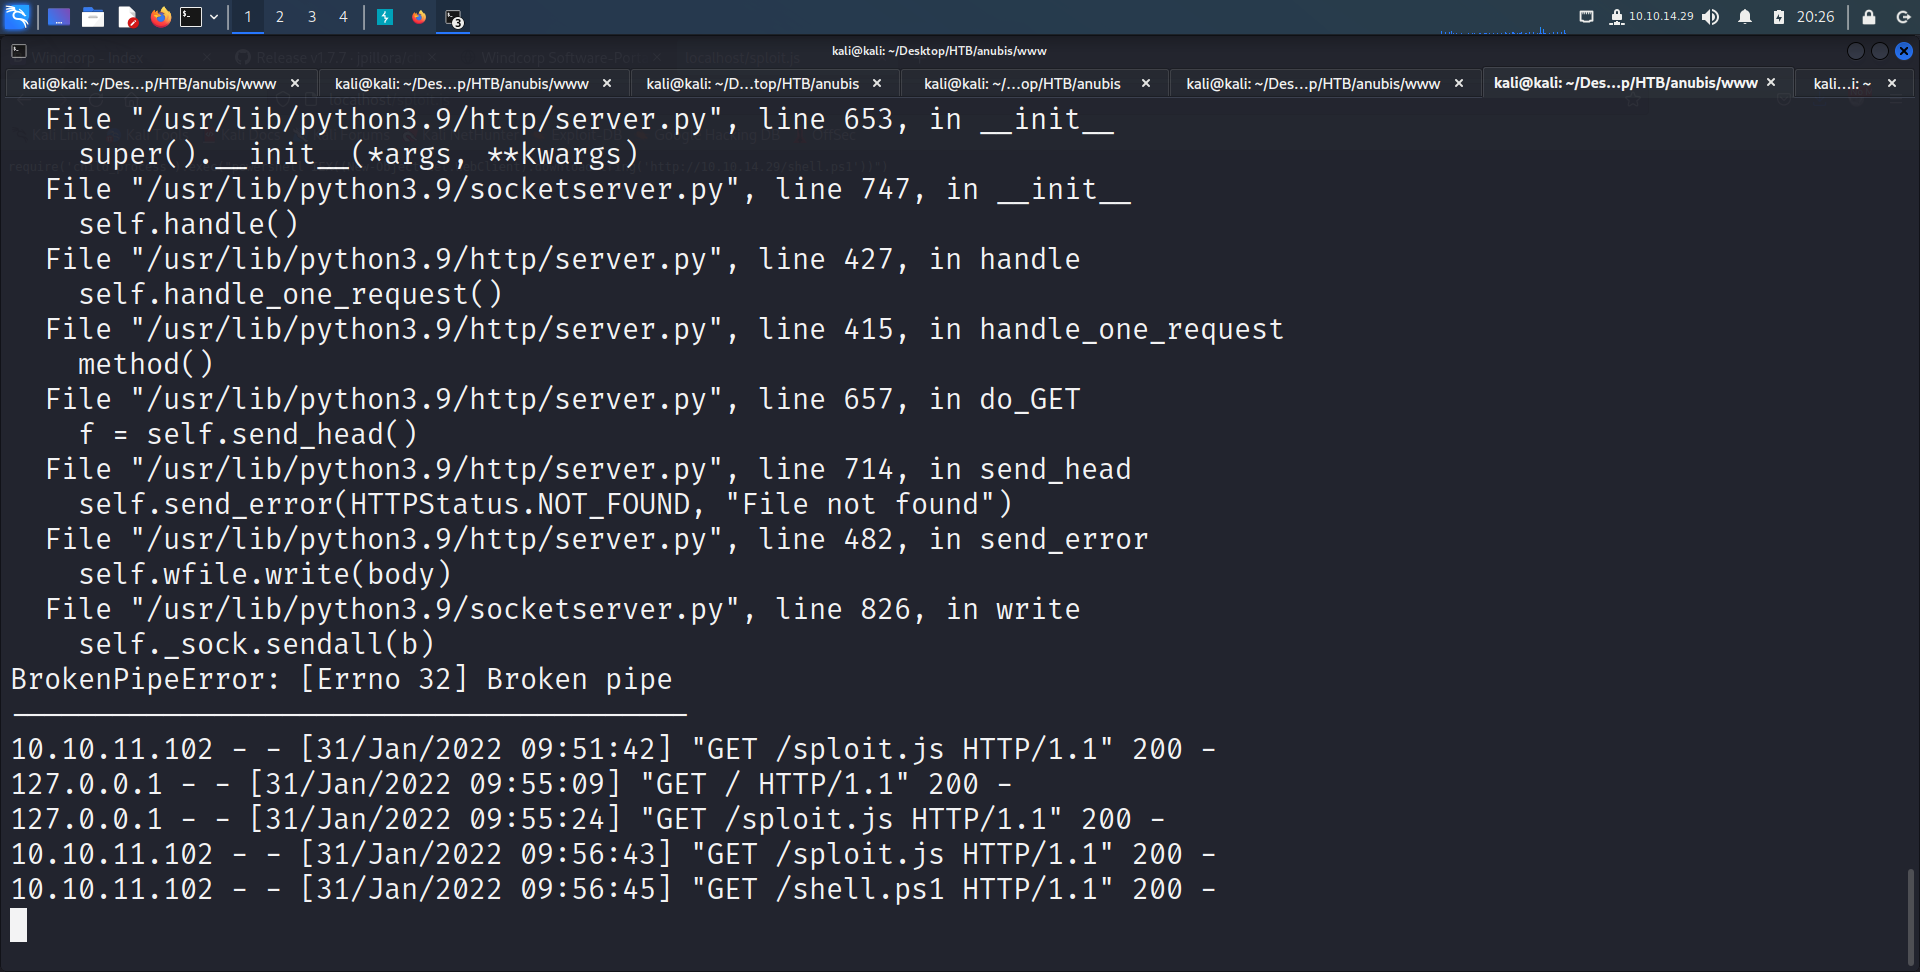 1 2 3 4 3 10.10.14.29 20:26
kali@kali: ~/Desktop/HTB/anubis/www
kali@kali: ~/Des...p/HTB/anubis/www kali@kali: ~/Des...p/HTB/anubis/www kali@kali: ~/D...top/HTB/anubis kali@kali: ~/...op/HTB/anubis kali@kali: ~/Des...p/HTB/anubis/www kali@kali: ~/Des...p/HTB/anubis/www kali...i: ~
File "/usr/lib/python3.9/http/server.py", line 653, in __init__
super().__init__(*args, **kwargs)
File "/usr/lib/python3.9/socketserver.py", line 747, in __init__
self.handle()
File "/usr/lib/python3.9/http/server.py", line 427, in handle
self.handle_one_request()
File "/usr/lib/python3.9/http/server.py", line 415, in handle_one_request
method()
File "/usr/lib/python3.9/http/server.py", line 657, in do_GET
f = self.send_head()
File "/usr/lib/python3.9/http/server.py", line 714, in send_head
self.send_error(HTTPStatus.NOT_FOUND, "File not found")
File "/usr/lib/python3.9/http/server.py", line 482, in send_error
self.wfile.write(body)
File "/usr/lib/python3.9/socketserver.py", line 826, in write
self._sock.sendall(b)
BrokenPipeError: [Errno 32] Broken pipe
----------------------------------------
10.10.11.102 - - [31/Jan/2022 09:51:42] "GET /sploit.js HTTP/1.1" 200 -
127.0.0.1 - - [31/Jan/2022 09:55:09] "GET / HTTP/1.1" 200 -
127.0.0.1 - - [31/Jan/2022 09:55:24] "GET /sploit.js HTTP/1.1" 200 -
10.10.11.102 - - [31/Jan/2022 09:56:43] "GET /sploit.js HTTP/1.1" 200 -
10.10.11.102 - - [31/Jan/2022 09:56:45] "GET /shell.ps1 HTTP/1.1" 200 -